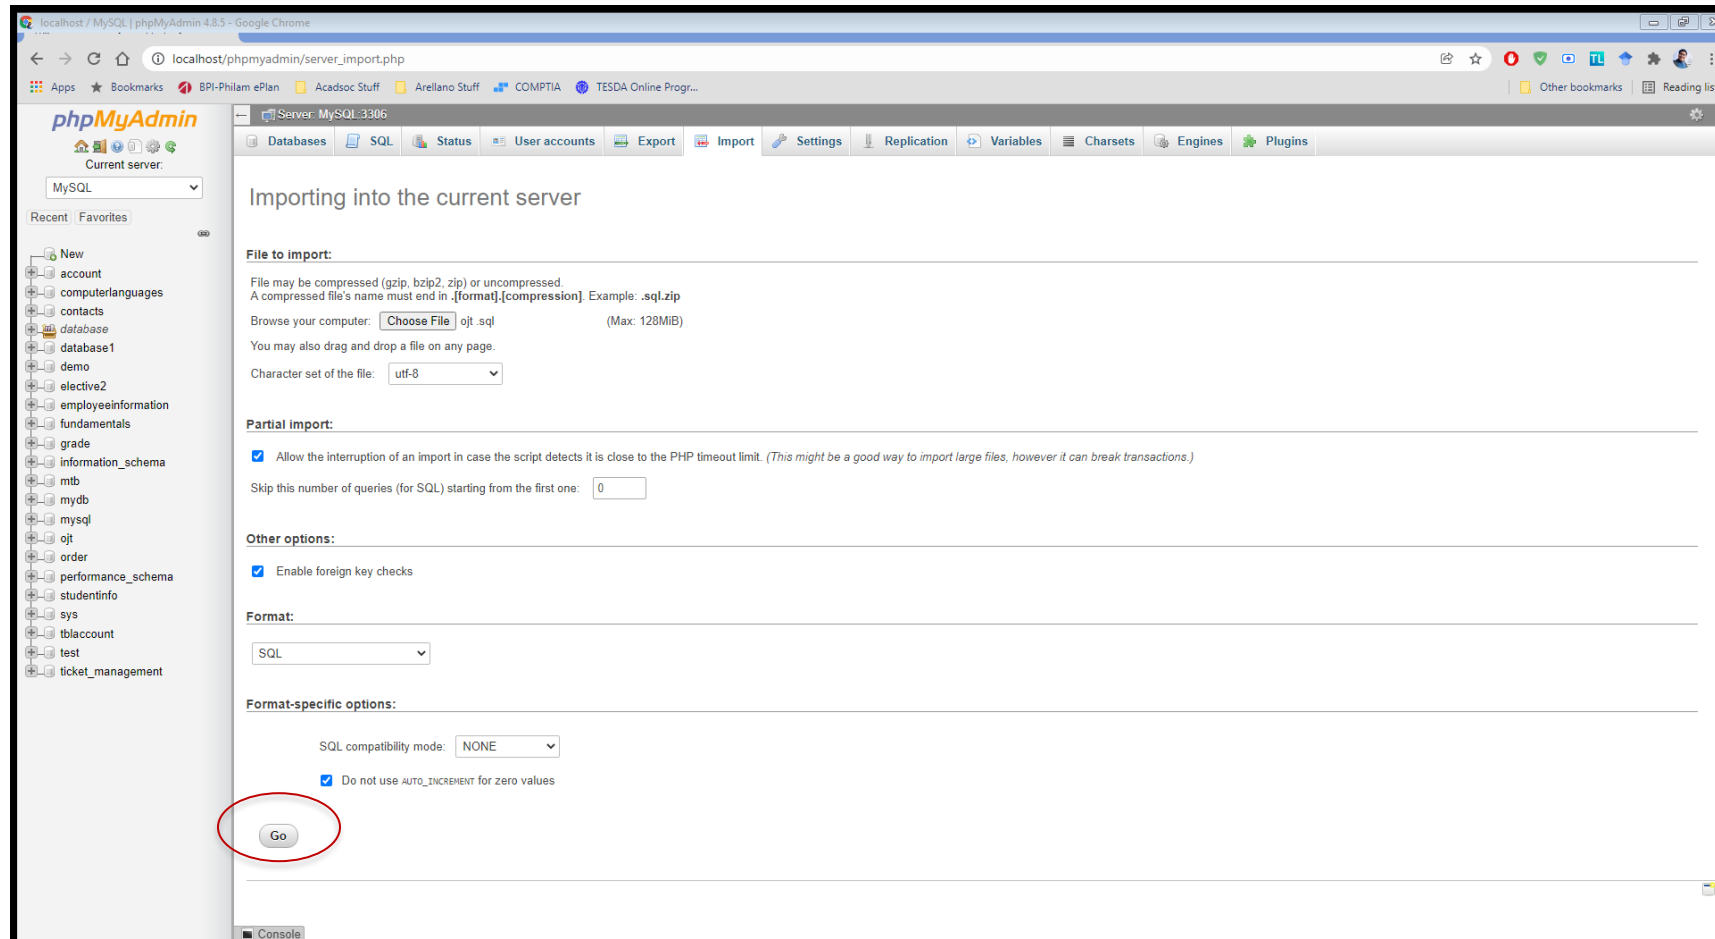 localhost / MySQL | phpMyAdmin 4.8.5 - Google Chrome
localhost/phpmyadmin/server_import.php
Apps Bookmarks BPI-Philam ePlan Acadsoc Stuff Arellano Stuff COMPTIA TESDA Online Progr... Other bookmarks Reading lis
phpMyAdmin
Current server:
MySQL
Recent Favorites
New
account
computerlanguages
contacts
database
database1
demo
elective2
employeeinformation
fundamentals
grade
information_schema
mtb
mydb
mysql
ojt
order
performance_schema
studentinfo
sys
tblaccount
test
ticket_management
Server: MySQL:3306
Databases SQL Status User accounts Export Import Settings Replication Variables Charsets Engines Plugins
Importing into the current server
File to import:
File may be compressed (gzip, bzip2, zip) or uncompressed.
A compressed file's name must end in .[format].[compression]. Example: .sql.zip
Browse your computer: Choose File ojt .sql (Max: 128MiB)
You may also drag and drop a file on any page.
Character set of the file: utf-8
Partial import:
Allow the interruption of an import in case the script detects it is close to the PHP timeout limit. (This might be a good way to import large files, however it can break transactions.)
Skip this number of queries (for SQL) starting from the first one: 0
Other options:
Enable foreign key checks
Format:
SQL
Format-specific options:
SQL compatibility mode: NONE
Do not use AUTO_INCREMENT for zero values
Go
Console